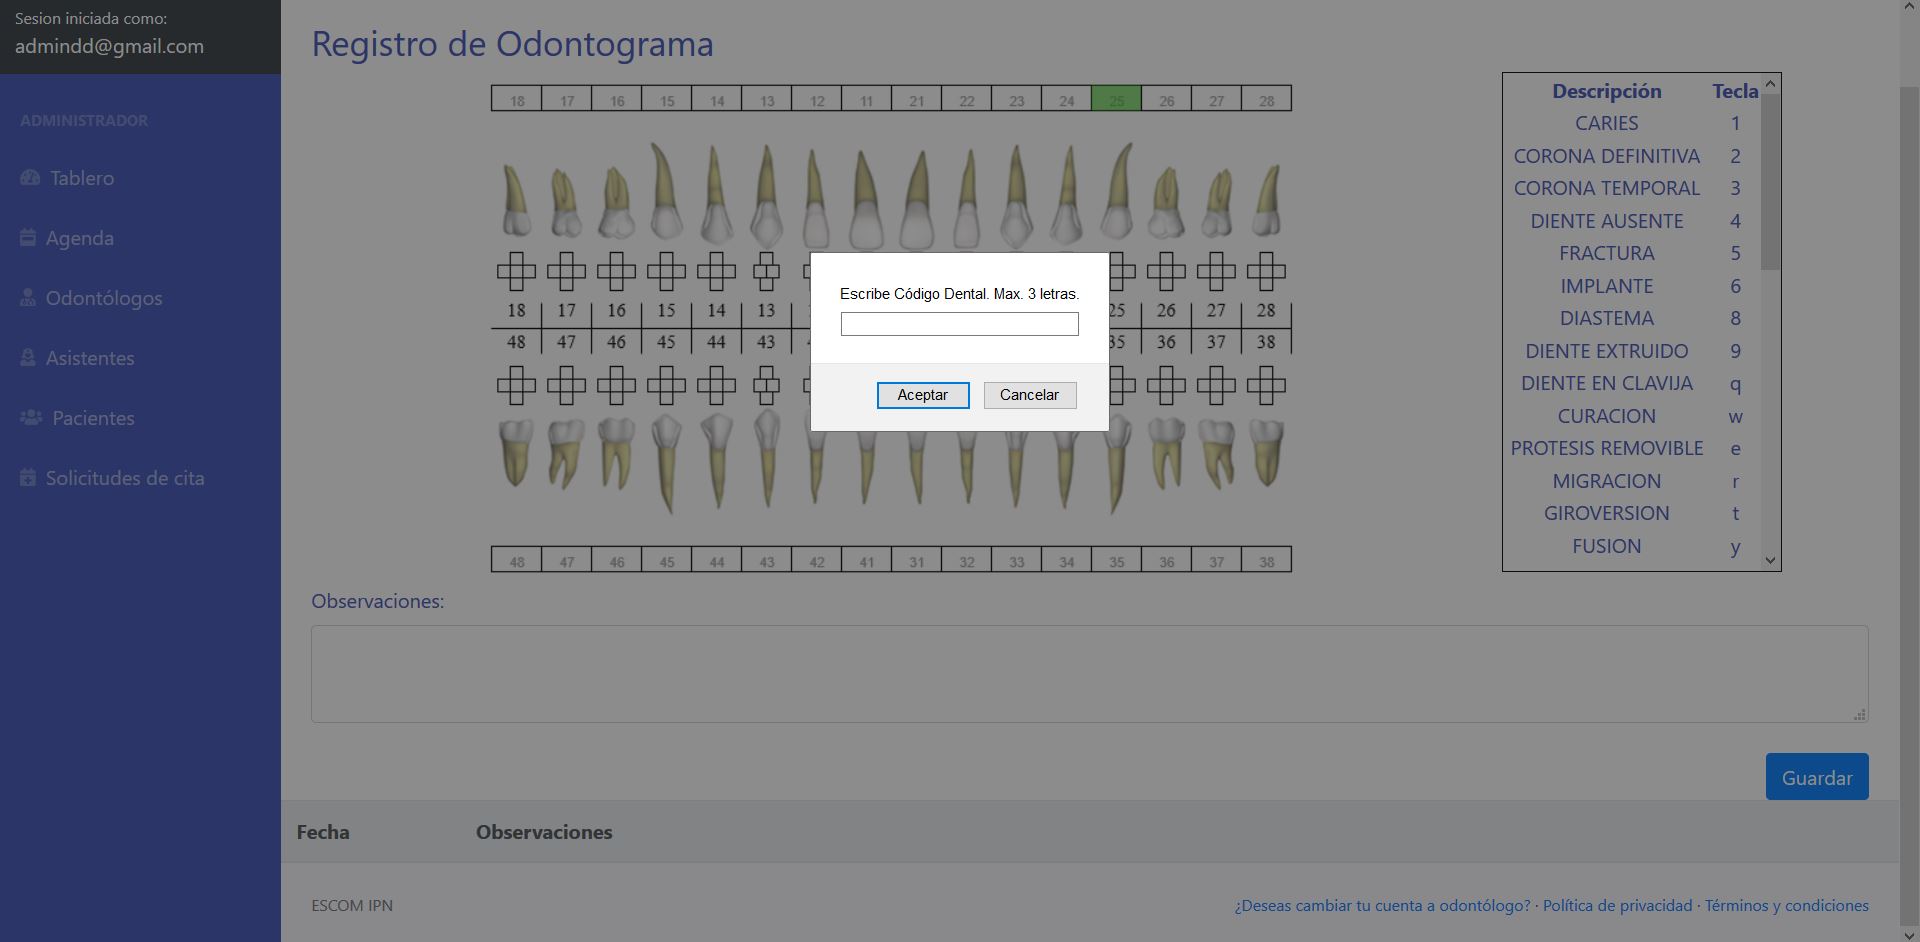 Sesion iniciada como:
admindd@gmail.com
ADMINISTRADOR
Tablero
Agenda
Odontólogos
Asistentes
Pacientes
Solicitudes de cita
Registro de Odontograma
18 17 16 15 14 13 12 11 21 22 23 24 25 26 27 28
18 17 16 15 14 13 25 26 27 28
48 47 46 45 44 43 35 36 37 38
48 47 46 45 44 43 42 41 31 32 33 34 35 36 37 38
Escribe Código Dental. Max. 3 letras.
Aceptar Cancelar
Descripción Tecla
CARIES 1
CORONA DEFINITIVA 2
CORONA TEMPORAL 3
DIENTE AUSENTE 4
FRACTURA 5
IMPLANTE 6
DIASTEMA 8
DIENTE EXTRUIDO 9
DIENTE EN CLAVIJA q
CURACION w
PROTESIS REMOVIBLE e
MIGRACION r
GIROVERSION t
FUSION y
Observaciones:
Guardar
Fecha Observaciones
ESCOM IPN
¿Deseas cambiar tu cuenta a odontólogo? · Política de privacidad · Términos y condiciones